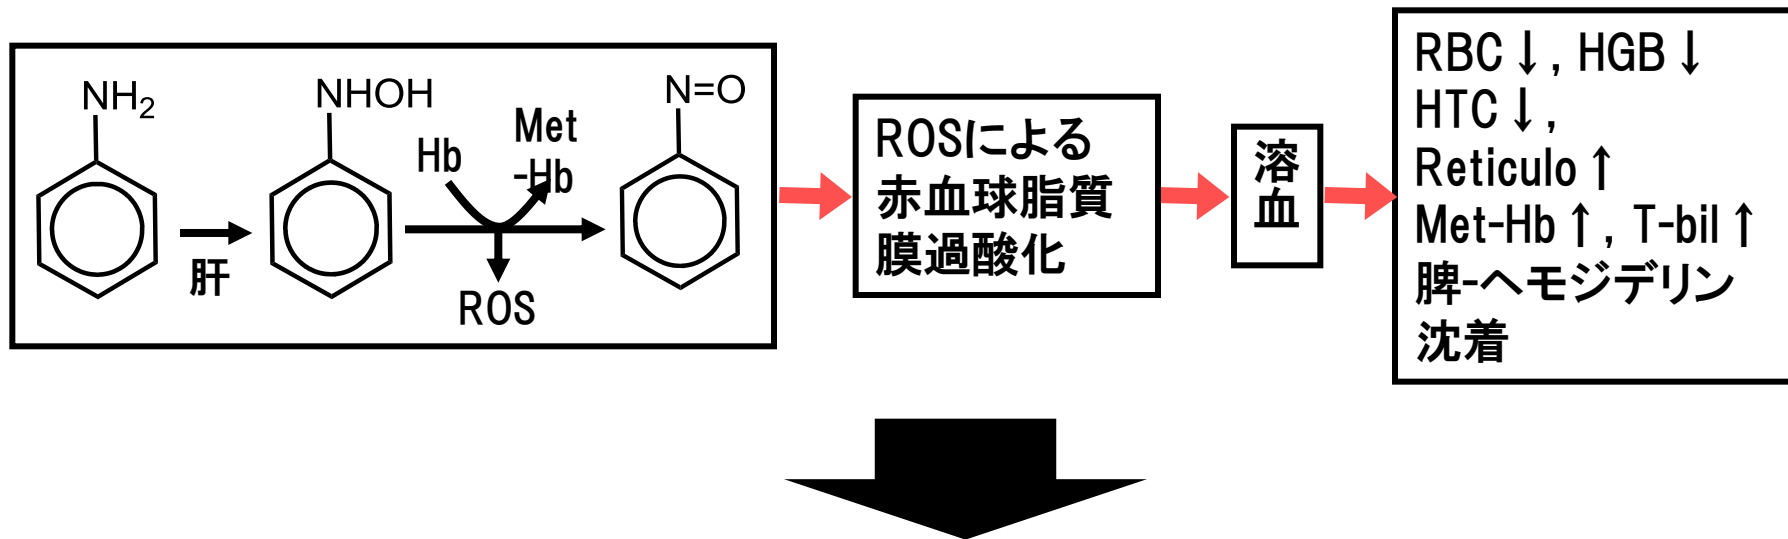 NH2
肝
NHOH
Hb
Met
-Hb
ROS
N=O
ROSによる
赤血球脂質
膜過酸化
溶
血
RBC↓, HGB↓
HTC↓,
Reticulo↑
Met-Hb↑, T-bil↑
脾-ヘモジデリン
沈着